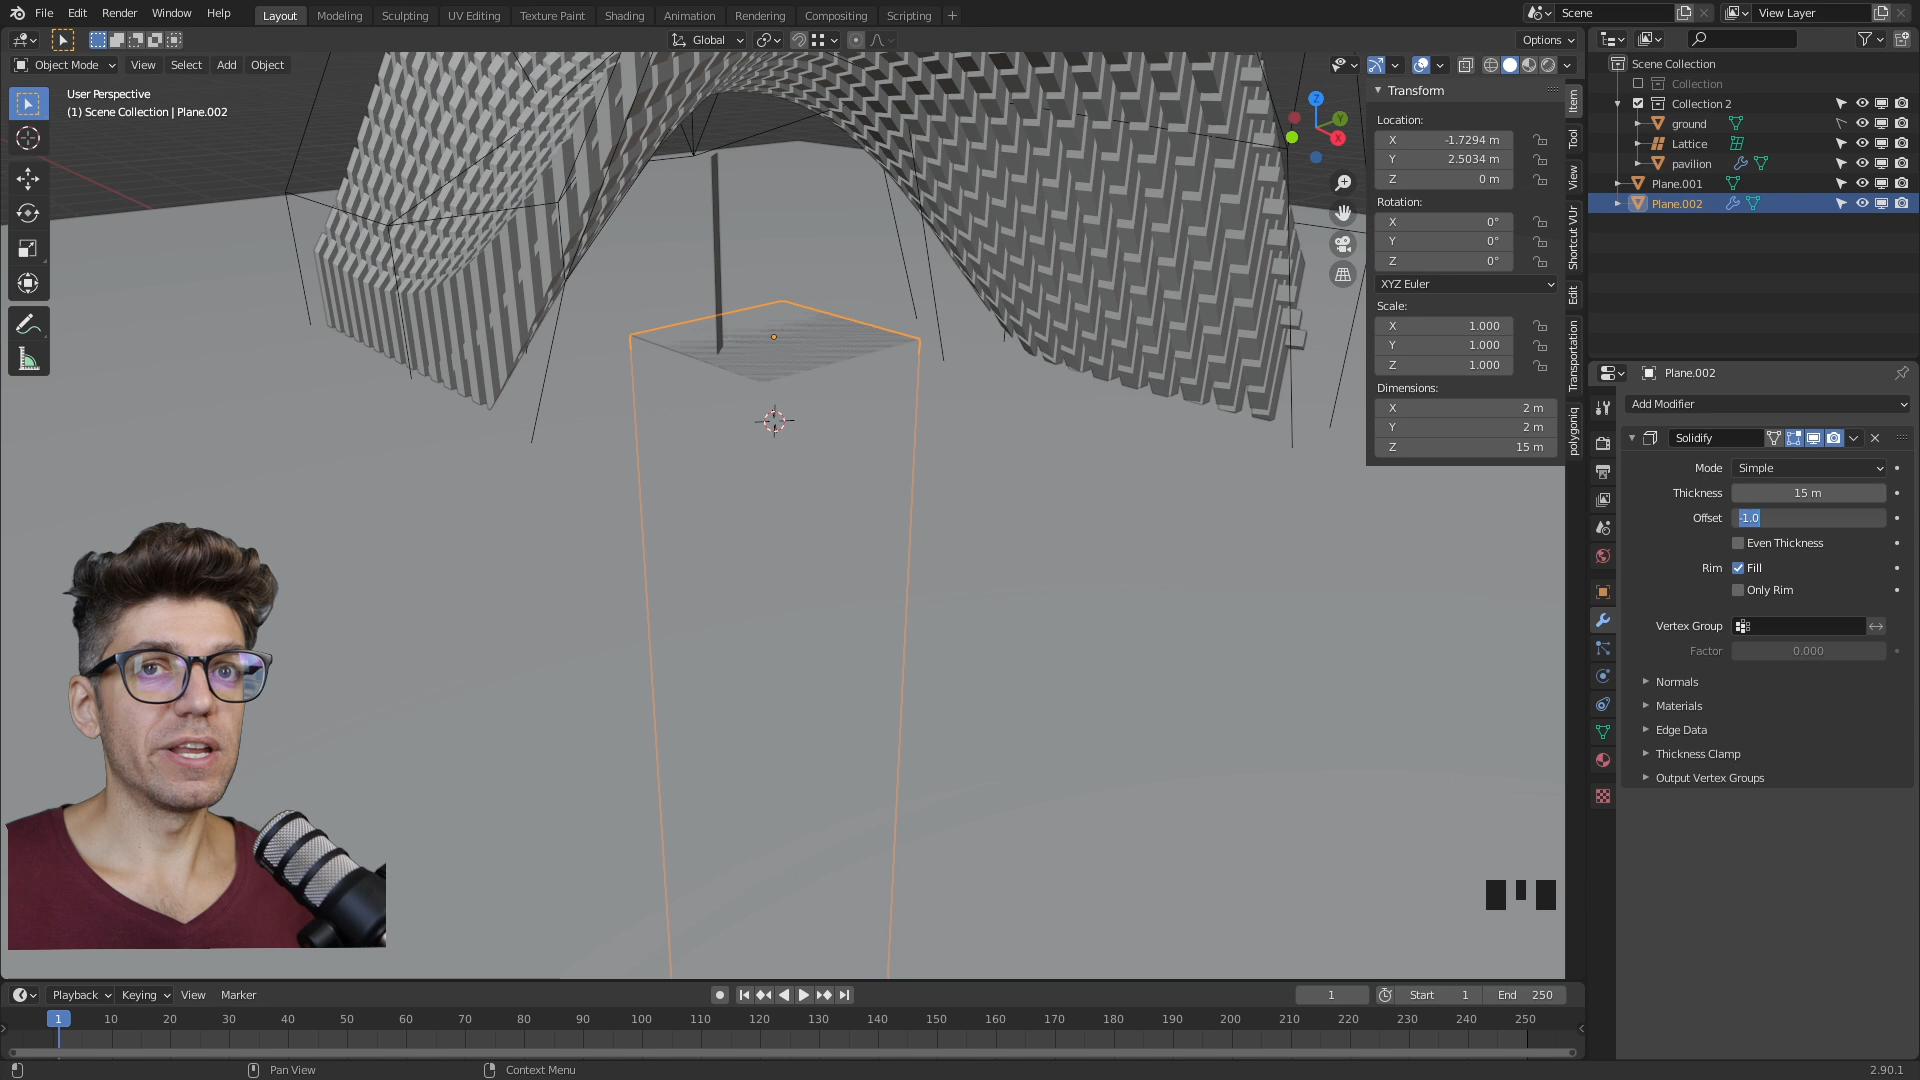 File Edit Render Window Help Layout Modeling Sculpting UV Editing Texture Paint Shading Animation Rendering Compositing Scripting + Scene View Layer
Global Options
Object Mode View Select Add Object
User Perspective
(1) Scene Collection | Plane.002
Z
Y
X
Transform
Location:
X -1.7294 m
Y 2.5034 m
Z 0 m
Rotation:
X 0°
Y 0°
Z 0°
XYZ Euler
Scale:
X 1.000
Y 1.000
Z 1.000
Dimensions:
X 2 m
Y 2 m
Z 15 m
Item
Tool
View
Shortcut VUr
Edit
Transportation
polygoniq
Scene Collection
Collection
Collection 2
ground
Lattice
pavilion
Plane.001
Plane.002
Plane.002
Add Modifier
Solidify
Mode Simple
Thickness 15 m
Offset -1.0
Even Thickness
Rim Fill
Only Rim
Vertex Group
Factor 0.000
Normals
Materials
Edge Data
Thickness Clamp
Output Vertex Groups
Playback Keying View Marker 1 Start 1 End 250
1 10 20 30 40 50 60 70 80 90 100 110 120 130 140 150 160 170 180 190 200 210 220 230 240 250
Pan View Context Menu 2.90.1